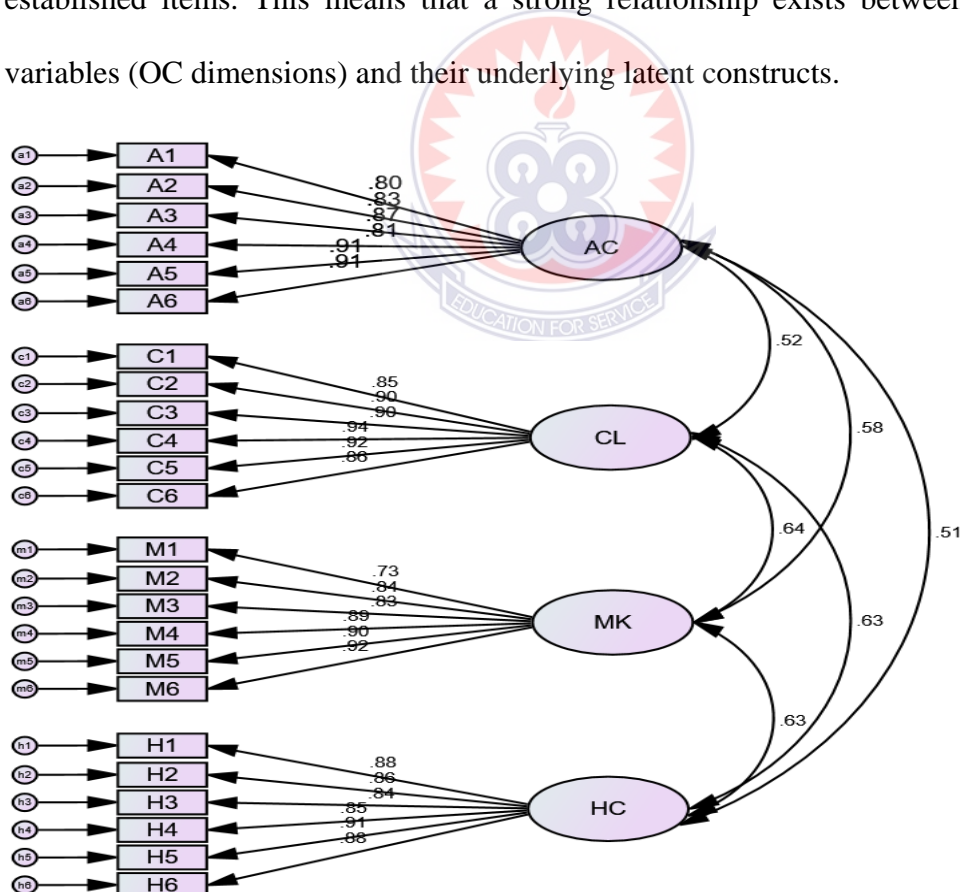 established items. This means that a strong relationship exists between
variables (OC dimensions) and their underlying latent constructs.
a1 A1
a2 A2
a3 A3
a4 A4
a5 A5
a6 A6
.80
.83
.87
.81
.91
.91
AC
EDUCATION FOR SERVICE
c1 C1
c2 C2
c3 C3
c4 C4
c5 C5
c6 C6
.85
.90
.90
.94
.92
.86
CL
.52
.58
m1 M1
m2 M2
m3 M3
m4 M4
m5 M5
m6 M6
.73
.84
.83
.89
.90
.92
MK
.64
.51
.63
h1 H1
h2 H2
h3 H3
h4 H4
h5 H5
h6 H6
.88
.86
.84
.85
.91
.88
HC
.63